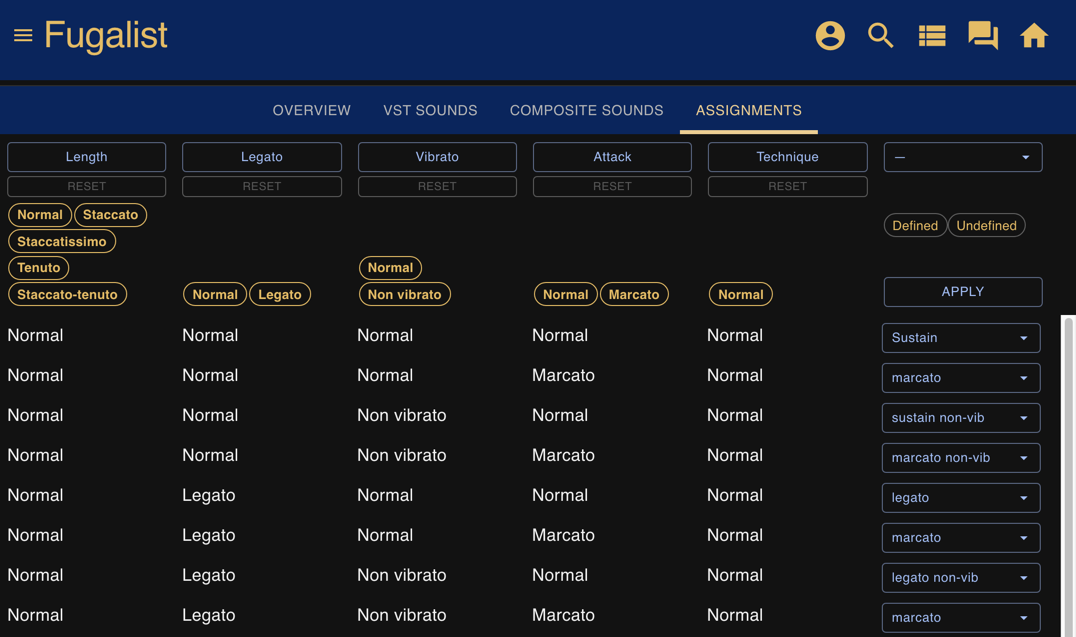 Fugalist
OVERVIEW VST SOUNDS COMPOSITE SOUNDS ASSIGNMENTS
Length Legato Vibrato Attack Technique —
RESET RESET RESET RESET RESET
Normal Staccato
Defined Undefined
Staccatissimo
Tenuto Normal
Staccato-tenuto Normal Legato Non vibrato Normal Marcato Normal APPLY
Normal Normal Normal Normal Normal Sustain
Normal Normal Normal Marcato Normal marcato
Normal Normal Non vibrato Normal Normal sustain non-vib
Normal Normal Non vibrato Marcato Normal marcato non-vib
Normal Legato Normal Normal Normal legato
Normal Legato Normal Marcato Normal marcato
Normal Legato Non vibrato Normal Normal legato non-vib
Normal Legato Non vibrato Marcato Normal marcato